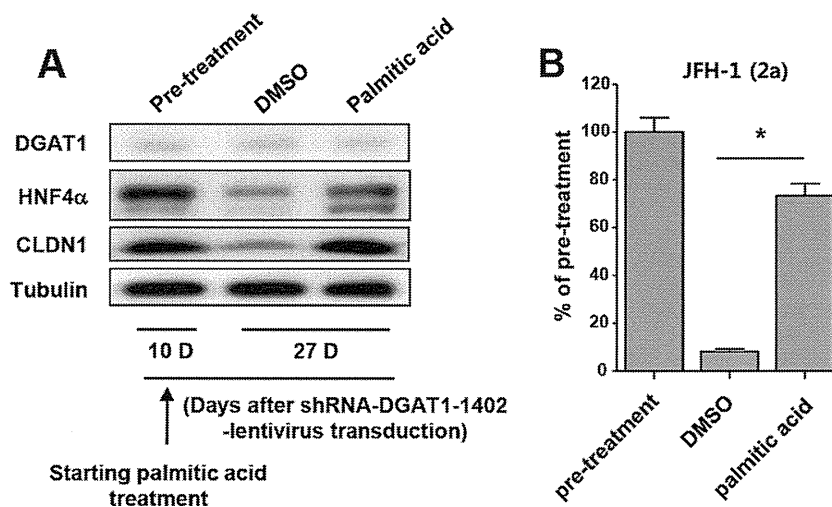 A
Pre-treatment
DMSO
Palmitic acid
DGAT1
HNF4α
CLDN1
Tubulin
10 D
27 D
(Days after shRNA-DGAT1-1402
-lentivirus transduction)
Starting palmitic acid
treatment
B
JFH-1 (2a)
% of pre-treatment
120
100
80
60
40
20
0
*
pre-treatment
DMSO
palmitic acid